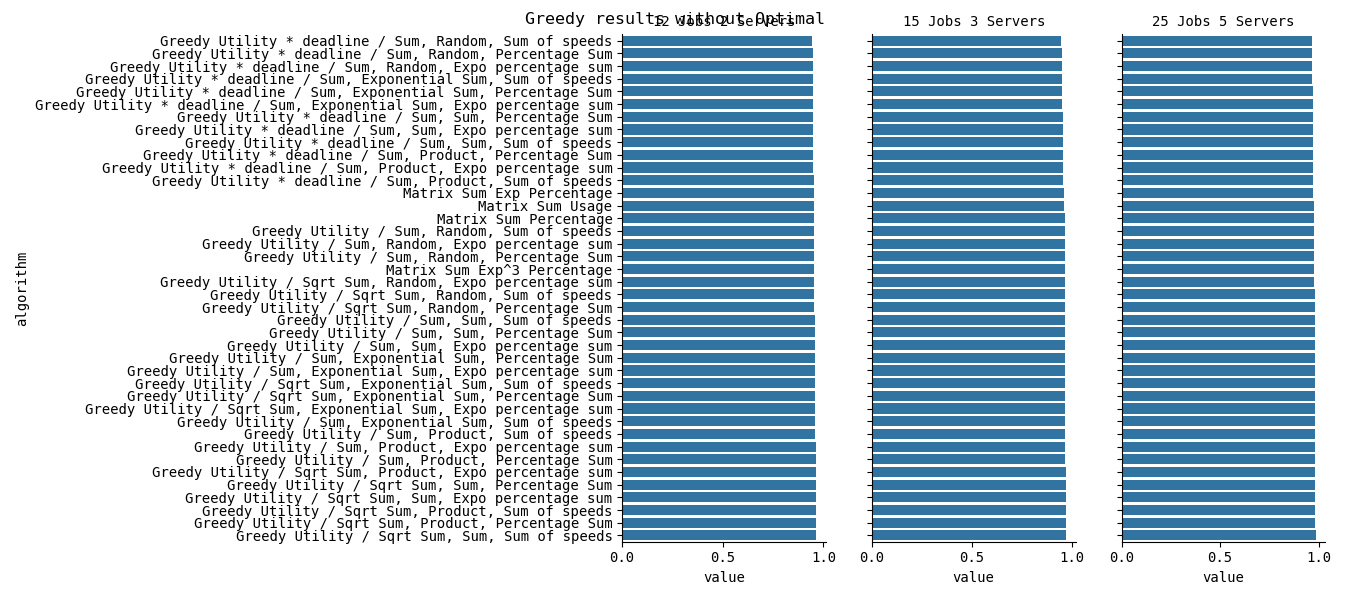 Greedy results without Optimal
12 Jobs 2 Servers
15 Jobs 3 Servers
25 Jobs 5 Servers
Greedy Utility * deadline / Sum, Random, Sum of speeds
Greedy Utility * deadline / Sum, Random, Percentage Sum
Greedy Utility * deadline / Sum, Random, Expo percentage sum
Greedy Utility * deadline / Sum, Exponential Sum, Sum of speeds
Greedy Utility * deadline / Sum, Exponential Sum, Percentage Sum
Greedy Utility * deadline / Sum, Exponential Sum, Expo percentage sum
Greedy Utility * deadline / Sum, Sum, Percentage Sum
Greedy Utility * deadline / Sum, Sum, Expo percentage sum
Greedy Utility * deadline / Sum, Sum, Sum of speeds
Greedy Utility * deadline / Sum, Product, Percentage Sum
Greedy Utility * deadline / Sum, Product, Expo percentage sum
Greedy Utility * deadline / Sum, Product, Sum of speeds
Matrix Sum Exp Percentage
Matrix Sum Usage
Matrix Sum Percentage
Greedy Utility / Sum, Random, Sum of speeds
Greedy Utility / Sum, Random, Expo percentage sum
Greedy Utility / Sum, Random, Percentage Sum
Matrix Sum Exp^3 Percentage
Greedy Utility / Sqrt Sum, Random, Expo percentage sum
Greedy Utility / Sqrt Sum, Random, Sum of speeds
Greedy Utility / Sqrt Sum, Random, Percentage Sum
Greedy Utility / Sum, Sum, Sum of speeds
Greedy Utility / Sum, Sum, Percentage Sum
Greedy Utility / Sum, Sum, Expo percentage sum
Greedy Utility / Sum, Exponential Sum, Percentage Sum
Greedy Utility / Sum, Exponential Sum, Expo percentage sum
Greedy Utility / Sqrt Sum, Exponential Sum, Sum of speeds
Greedy Utility / Sqrt Sum, Exponential Sum, Percentage Sum
Greedy Utility / Sqrt Sum, Exponential Sum, Expo percentage sum
Greedy Utility / Sum, Exponential Sum, Sum of speeds
Greedy Utility / Sum, Product, Sum of speeds
Greedy Utility / Sum, Product, Expo percentage sum
Greedy Utility / Sum, Product, Percentage Sum
Greedy Utility / Sqrt Sum, Product, Expo percentage sum
Greedy Utility / Sqrt Sum, Sum, Percentage Sum
Greedy Utility / Sqrt Sum, Sum, Expo percentage sum
Greedy Utility / Sqrt Sum, Product, Sum of speeds
Greedy Utility / Sqrt Sum, Product, Percentage Sum
Greedy Utility / Sqrt Sum, Sum, Sum of speeds
algorithm
0.0 0.5 1.0
0.0 0.5 1.0
0.0 0.5 1.0
value
value
value